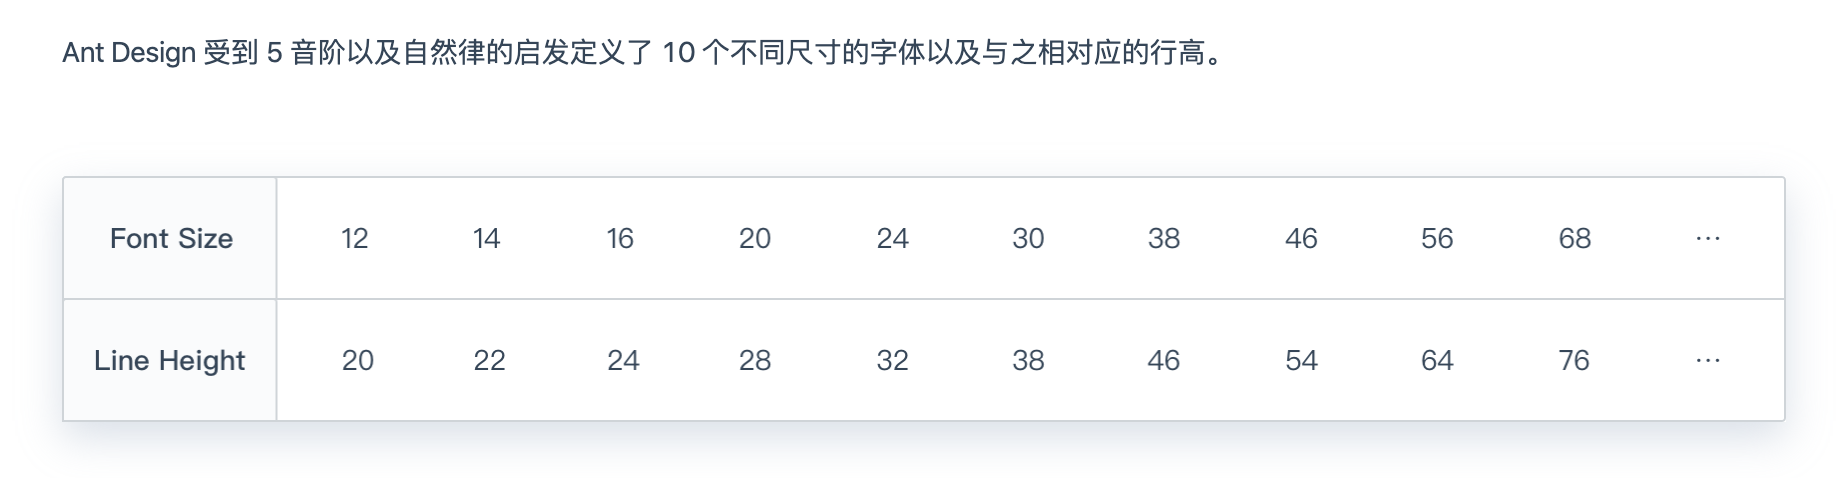 Ant Design 受到 5 音阶以及自然律的启发定义了 10 个不同尺寸的字体以及与之相对应的行高。
Font Size 12 14 16 20 24 30 38 46 56 68 ···
Line Height 20 22 24 28 32 38 46 54 64 76 ···